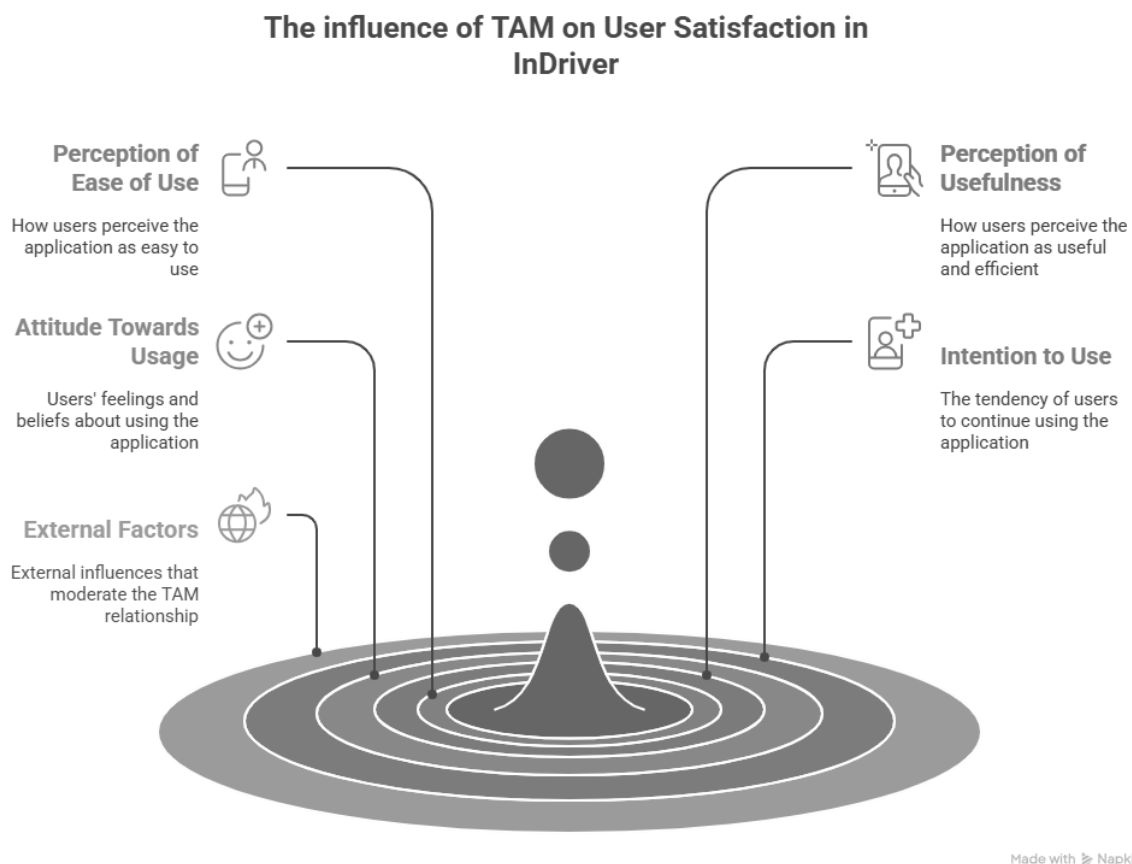 The influence of TAM on User Satisfaction in
InDriver
Perception of
Ease of Use
How users perceive the
application as easy to
use
Attitude Towards
Usage
Users' feelings and
beliefs about using the
application
External Factors
External influences that
moderate the TAM
relationship
Perception of
Usefulness
How users perceive the
application as useful
and efficient
Intention to Use
The tendency of users
to continue using the
application
Made with Napk